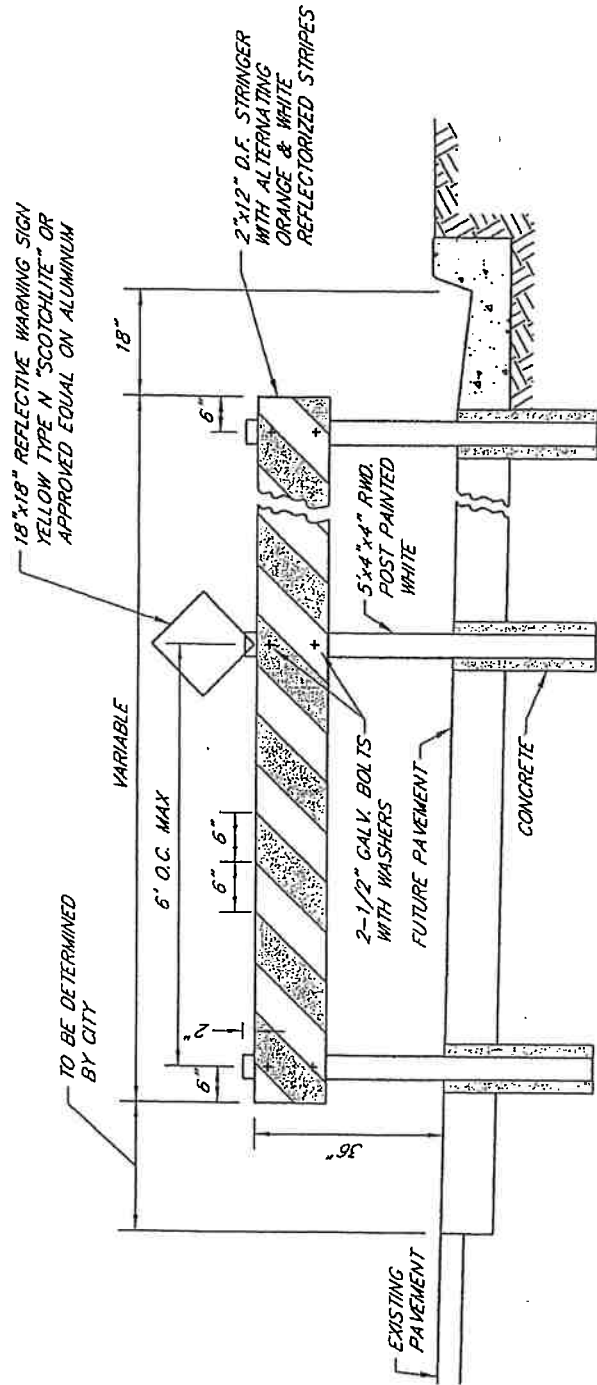 18"x18" REFLECTIVE WARNING SIGN
YELLOW TYPE N "SCOTCHLITE" OR
APPROVED EQUAL ON ALUMINUM
TO BE DETERMINED
BY CITY
VARIABLE
18"
6' O.C. MAX
6"
6"
6"
2"
6"
2"x12" D.F. STRINGER
WITH ALTERNATING
ORANGE & WHITE
REFLECTORIZED STRIPES
36"
2-1/2" GALV. BOLTS
WITH WASHERS
5'x4"x4" RWD.
POST PAINTED
WHITE
EXISTING
PAVEMENT
FUTURE PAVEMENT
CONCRETE